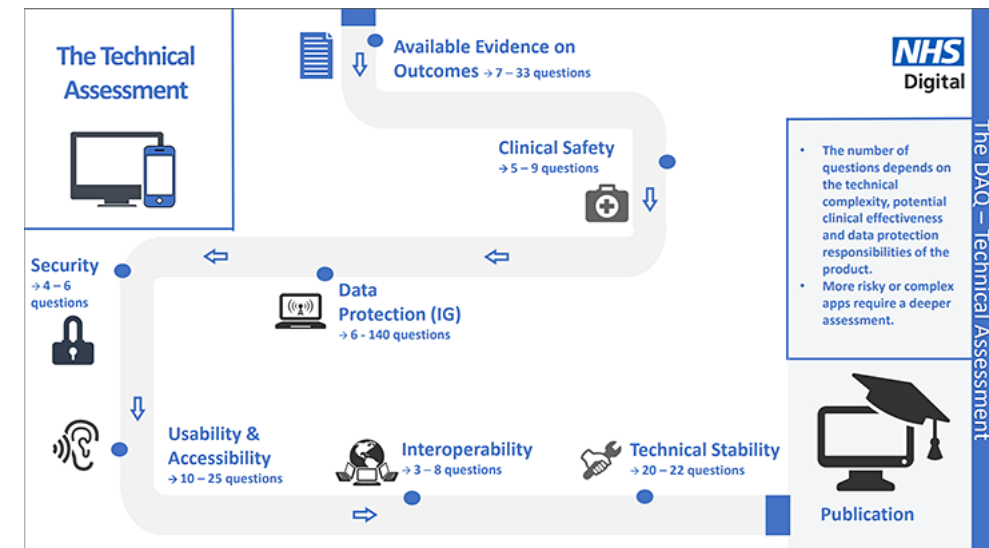 The Technical
Assessment
Available Evidence on
Outcomes → 7 – 33 questions
NHS
Digital
Clinical Safety
→ 5 – 9 questions
• The number of
questions depends on
the technical
complexity, potential
clinical effectiveness
and data protection
responsibilities of the
product.
• More risky or complex
apps require a deeper
assessment.
The DAQ – Technical Assessment
Data
Protection (IG)
→ 6 - 140 questions
Security
→ 4 – 6
questions
Usability &
Accessibility
→ 10 – 25 questions
Interoperability
→ 3 – 8 questions
Technical Stability
→ 20 – 22 questions
Publication